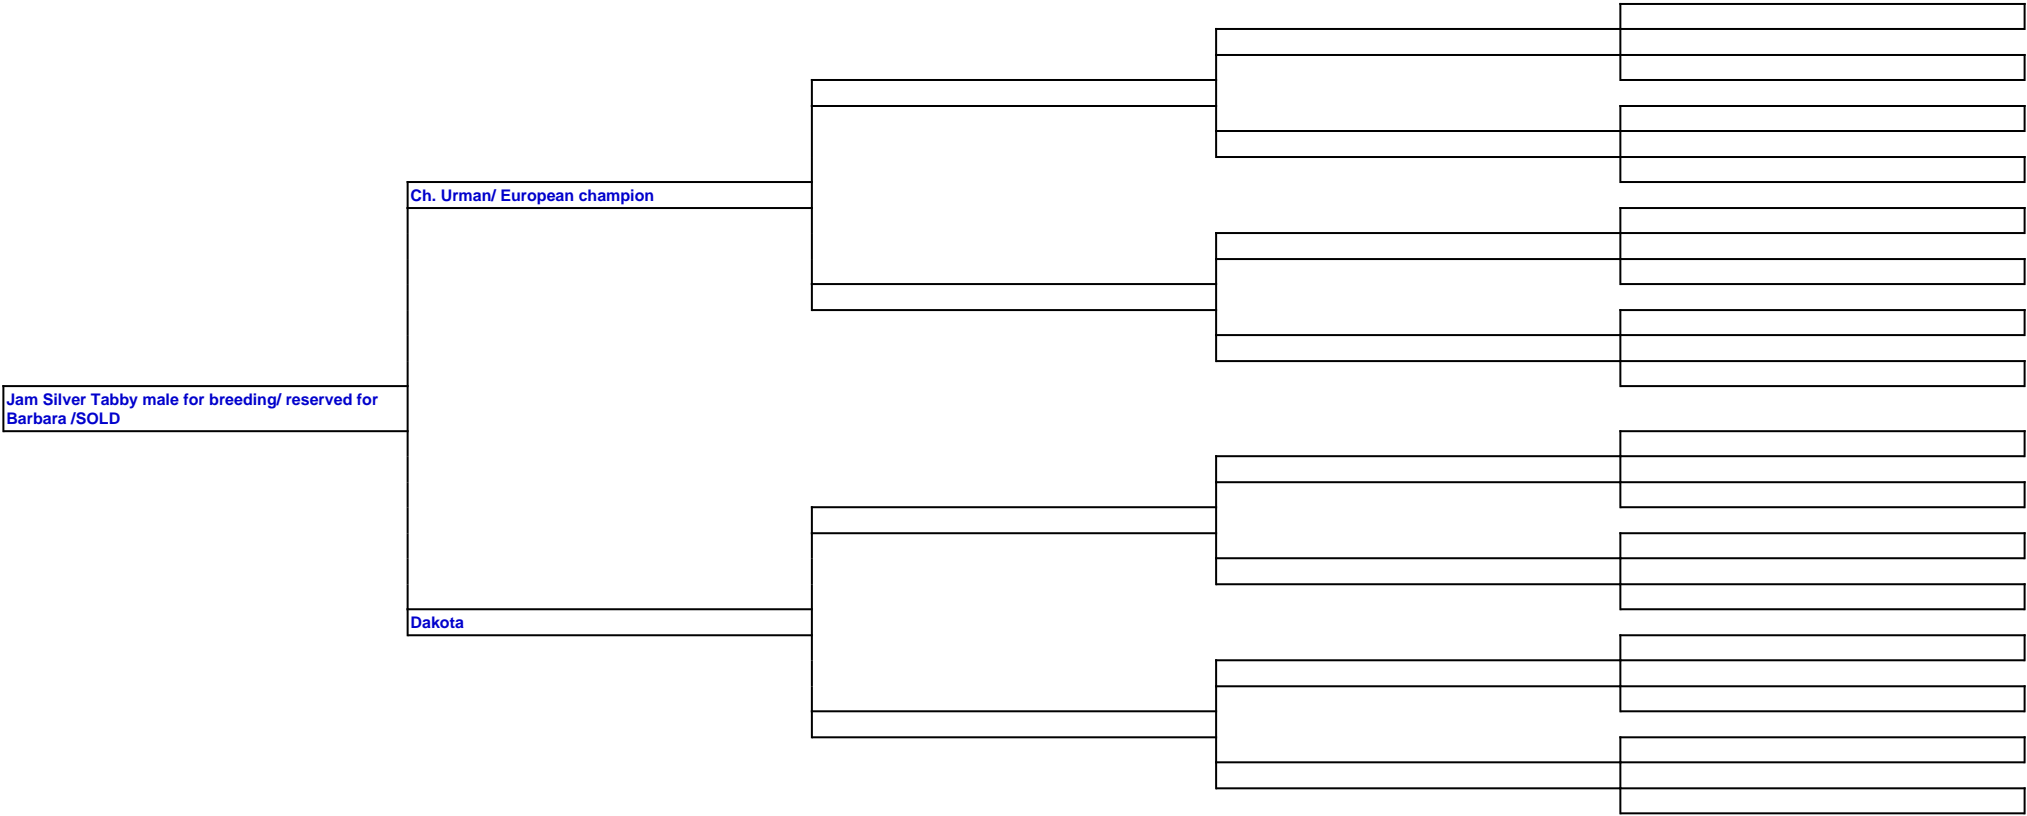 Ch. Urman/ European champion
Jam Silver Tabby male for breeding/ reserved for
Barbara /SOLD
Dakota